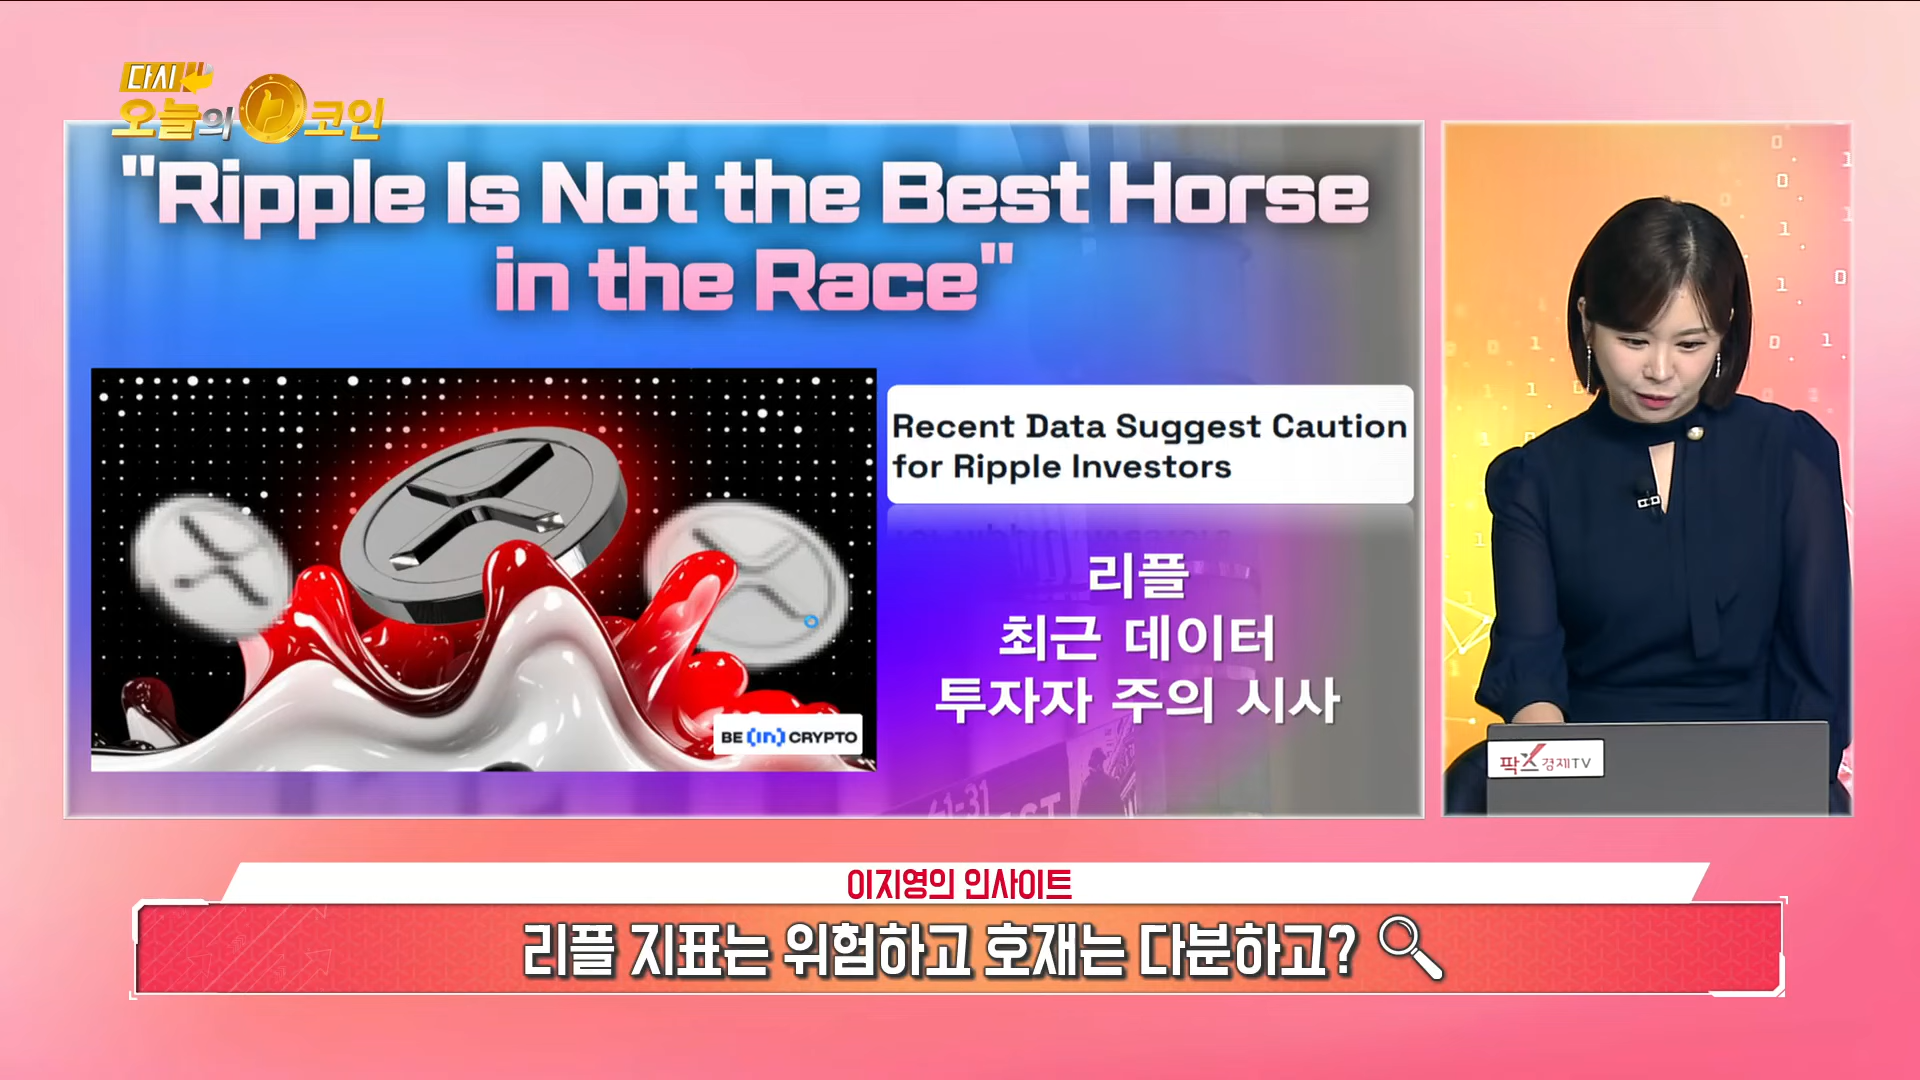 다시
오늘의 코인
"Ripple Is Not the Best Horse
in the Race"
Recent Data Suggest Caution
for Ripple Investors
리플
최근 데이터
투자자 주의 시사
BE[in]CRYPTO
61-31
EST
팍스경제TV
이지영의 인사이트
리플 지표는 위험하고 호재는 다분하고?